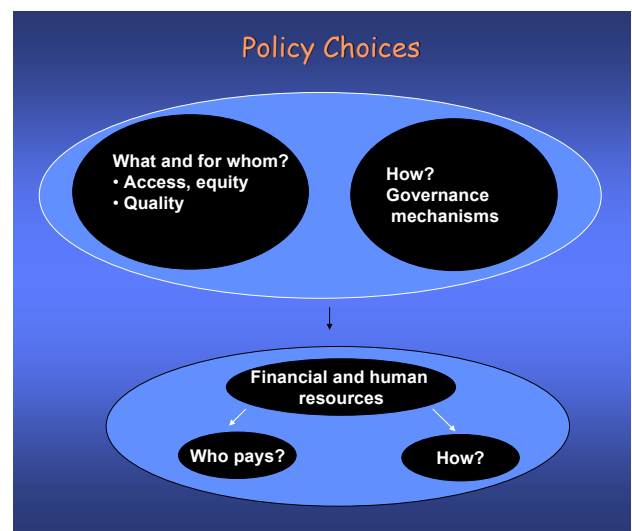 Policy Choices
What and for whom?
• Access, equity
• Quality
How?
Governance
mechanisms
Financial and human
resources
Who pays?
How?